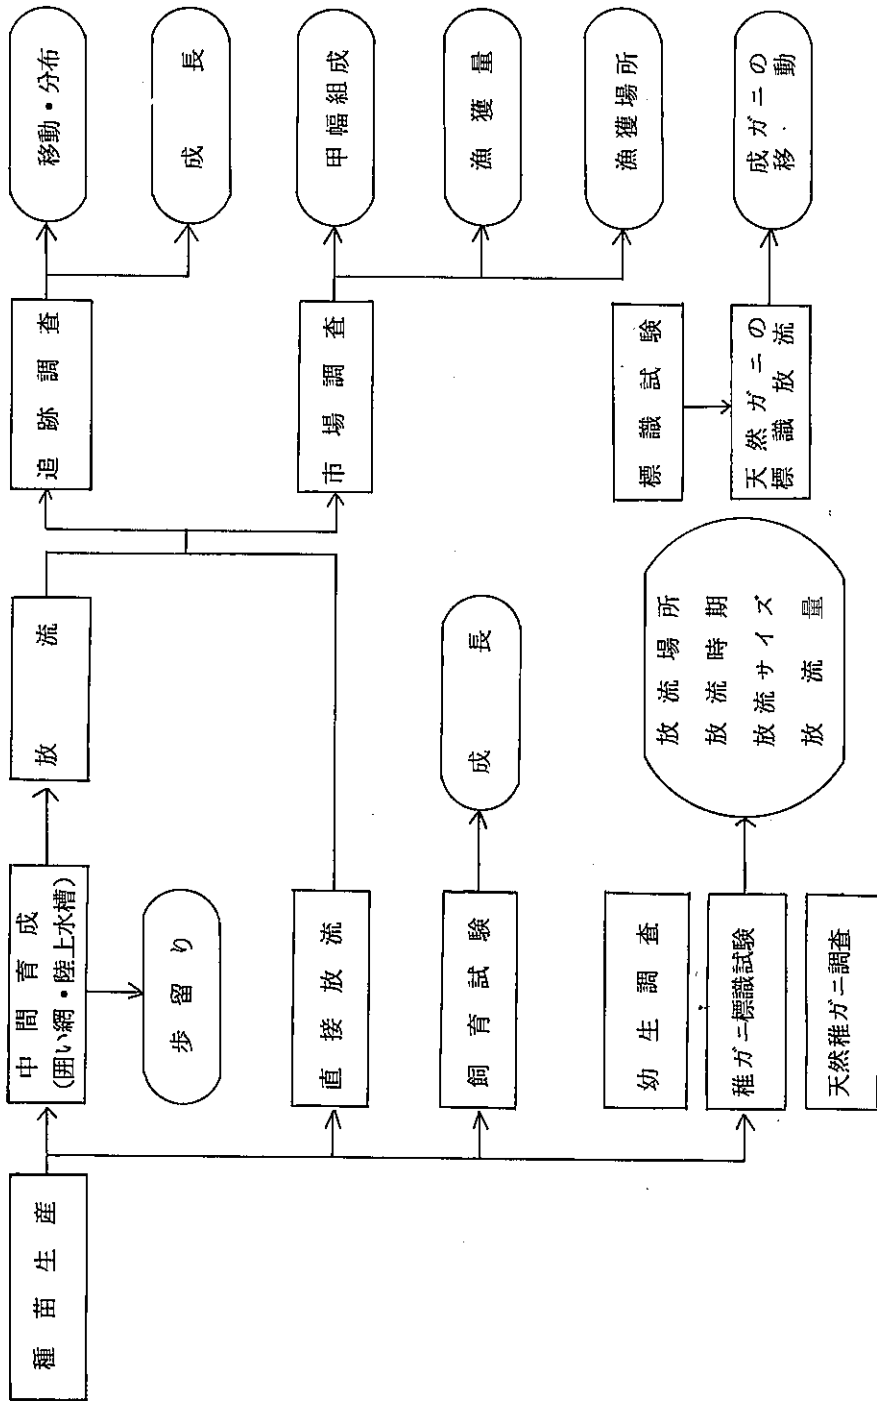 種苗生産
中間育成
(囲い網・陸上水槽)
歩留り
直接放流
飼育試験
成長
幼生調査
稚ガニ標識試験
天然稚ガニ調査
放流
放流場所
放流時期
放流サイズ
放流量
追跡調査
移動・分布
成長
市場調査
甲幅組成
漁獲量
漁獲場所
標識試験
天然ガニの
標識放流
成ガニの
移動